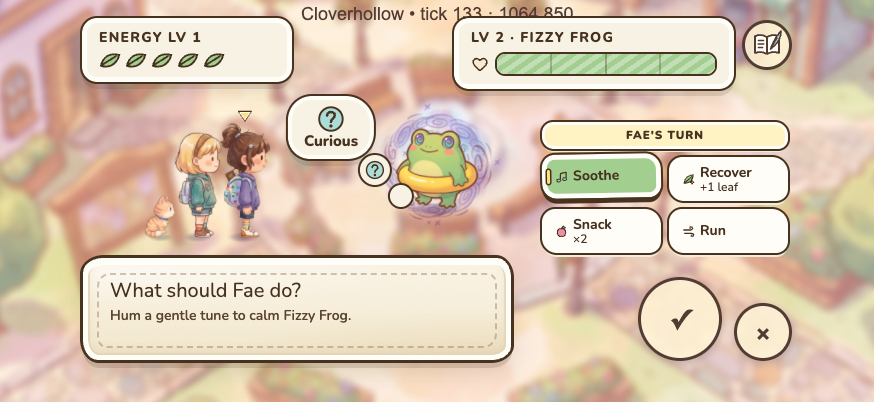 Cloverhollow • tick 133 · 1064,850
ENERGY LV 1
LV 2 · FIZZY FROG
Curious
FAE'S TURN
Soothe
Recover
+1 leaf
Snack
×2
Run
What should Fae do?
Hum a gentle tune to calm Fizzy Frog.